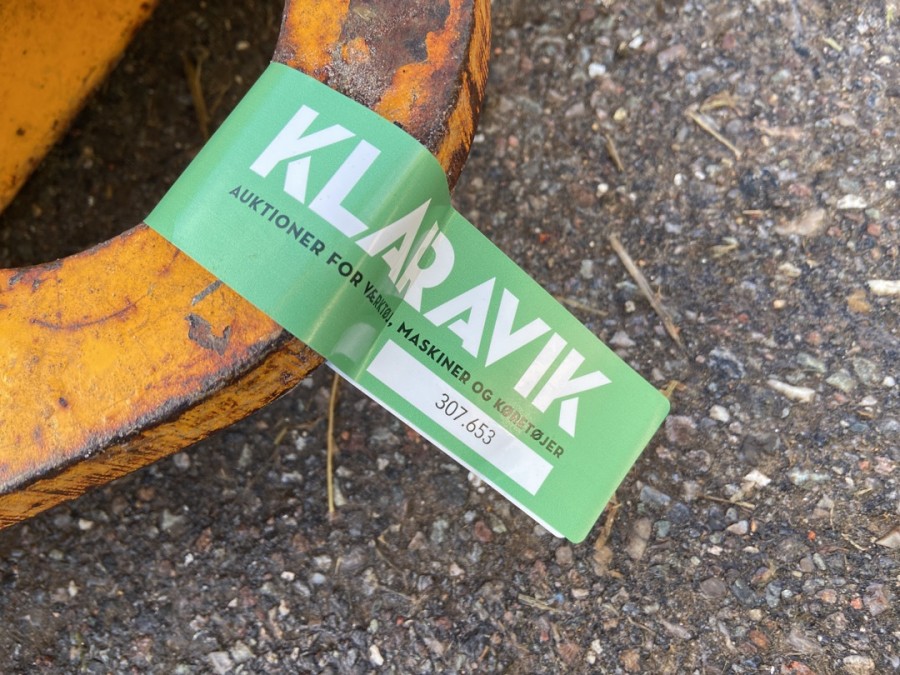 KLARAVIK
AUKTIONER FOR VÆRKTØJ, MASKINER OG KØRETØJER
307.653